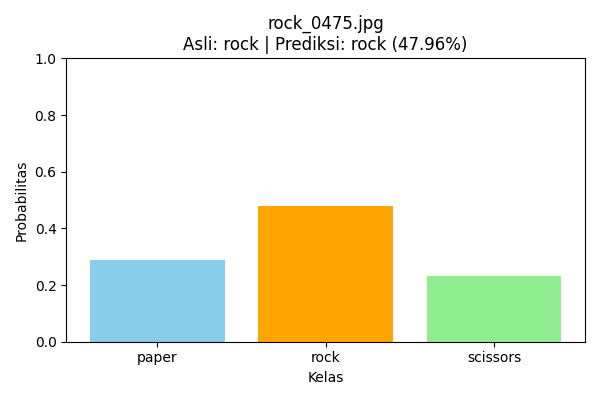 rock_0475.jpg
Asli: rock | Prediksi: rock (47.96%)
1.0
0.8
0.6
0.4
0.2
0.0
Probabilitas
paper rock scissors
Kelas